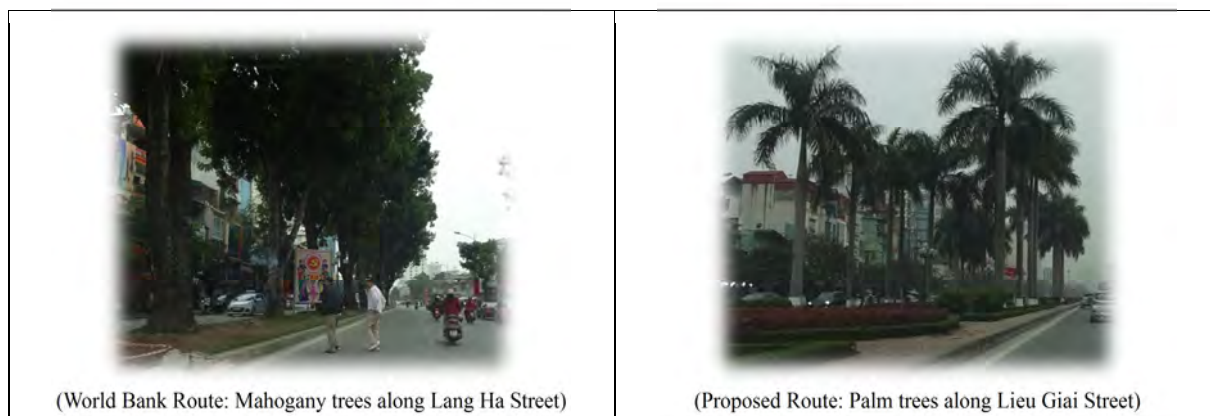 (World Bank Route: Mahogany trees along Lang Ha Street)
(Proposed Route: Palm trees along Lieu Giai Street)